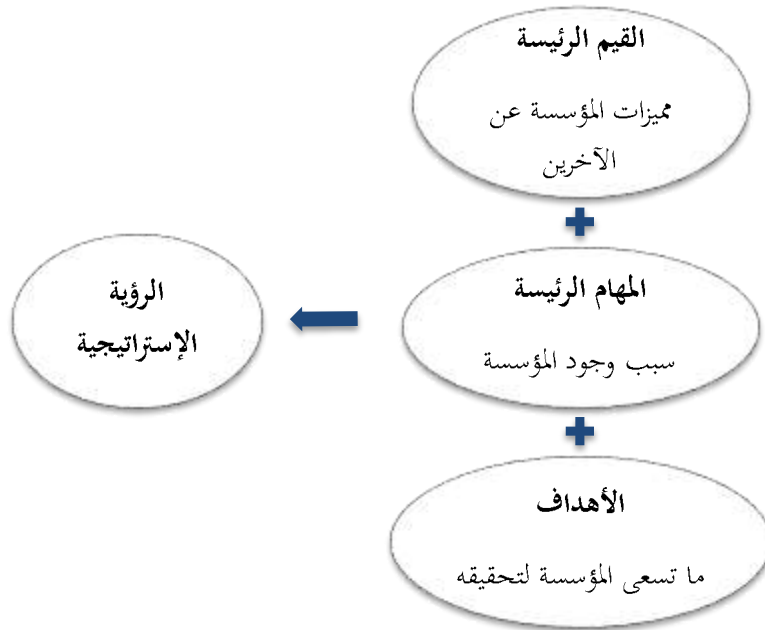 القيم الرئيسة
مميزات المؤسسة عن
الآخرين
المهام الرئيسة
سبب وجود المؤسسة
الرؤية
الإستراتيجية
الأهداف
ما تسعى المؤسسة لتحقيقه